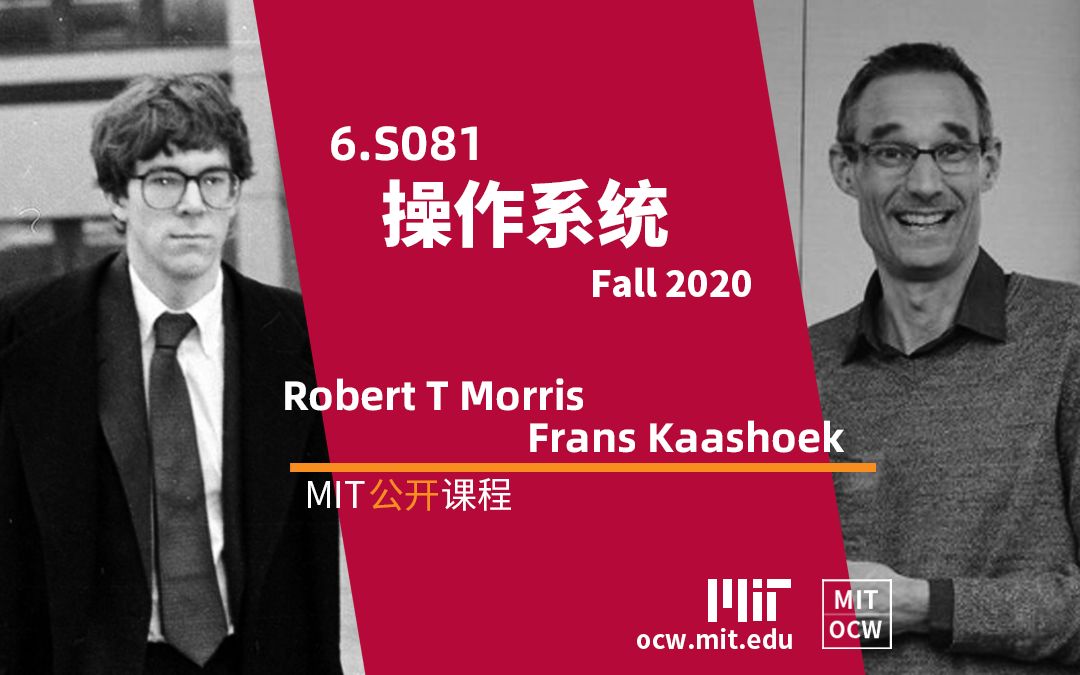 6.S081
操作系统
Fall 2020
Robert T Morris
Frans Kaashoek
MIT公开课程
MIT
ocw.mit.edu
MIT
OCW